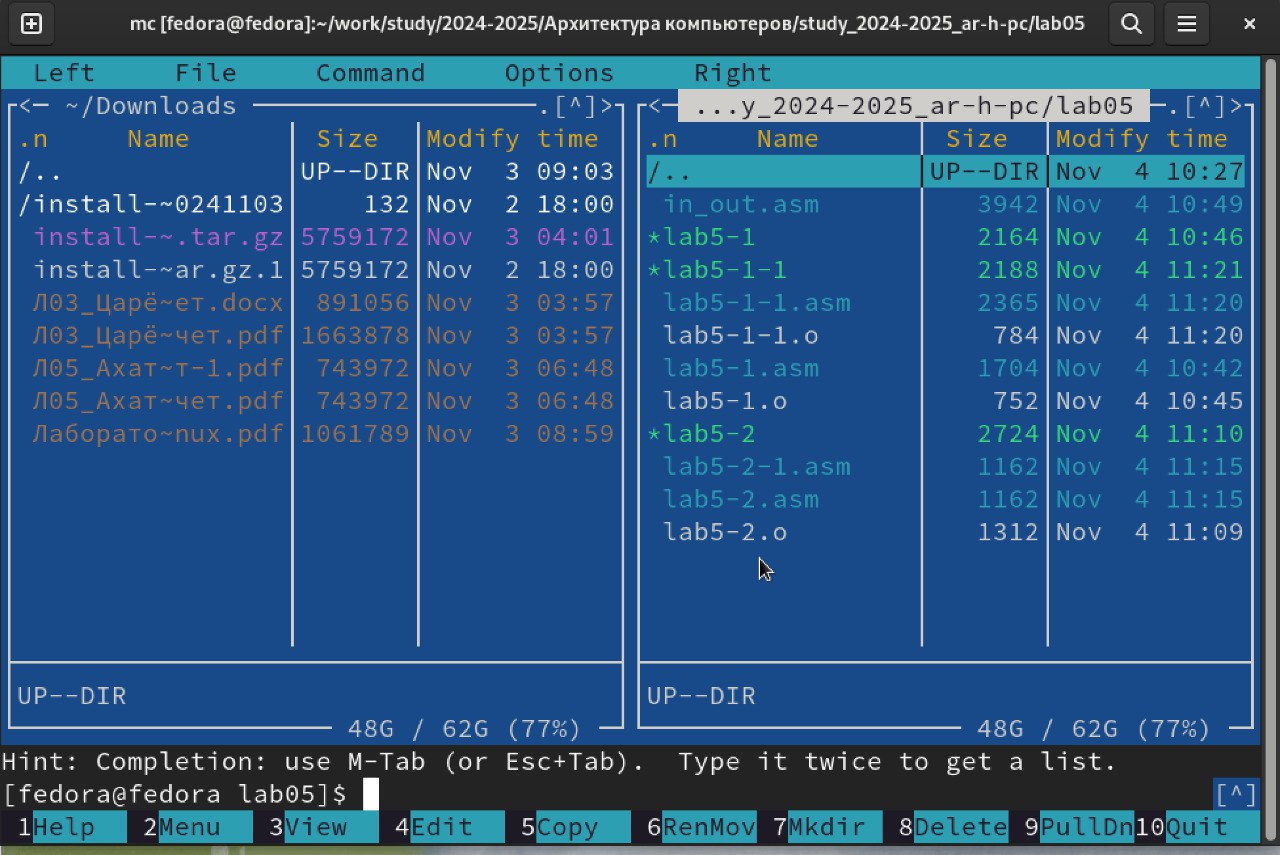 mc [fedora@fedora]:~/work/study/2024-2025/Архитектура компьютеров/study_2024-2025_ar-h-pc/lab05
Left File Command Options Right
<— ~/Downloads .[^]>
.n Name Size Modify time
/.. UP--DIR Nov 3 09:03
/install-~0241103 132 Nov 2 18:00
install-~.tar.gz 5759172 Nov 3 04:01
install-~ar.gz.1 5759172 Nov 2 18:00
Л03_Царё~ет.docx 891056 Nov 3 03:57
Л03_Царё~чет.pdf 1663878 Nov 3 03:57
Л05_Ахат~т-1.pdf 743972 Nov 3 06:48
Л05_Ахат~чет.pdf 743972 Nov 3 06:48
Лаборато~nux.pdf 1061789 Nov 3 08:59
UP--DIR
48G / 62G (77%)
<— ...y_2024-2025_ar-h-pc/lab05 .[^]>
.n Name Size Modify time
/.. UP--DIR Nov 4 10:27
in_out.asm 3942 Nov 4 10:49
*lab5-1 2164 Nov 4 10:46
*lab5-1-1 2188 Nov 4 11:21
lab5-1-1.asm 2365 Nov 4 11:20
lab5-1-1.o 784 Nov 4 11:20
lab5-1.asm 1704 Nov 4 10:42
lab5-1.o 752 Nov 4 10:45
*lab5-2 2724 Nov 4 11:10
lab5-2-1.asm 1162 Nov 4 11:15
lab5-2.asm 1162 Nov 4 11:15
lab5-2.o 1312 Nov 4 11:09
UP--DIR
48G / 62G (77%)
Hint: Completion: use M-Tab (or Esc+Tab). Type it twice to get a list.
[fedora@fedora lab05]$ [^]
1Help 2Menu 3View 4Edit 5Copy 6RenMov 7Mkdir 8Delete 9PullDn 10Quit